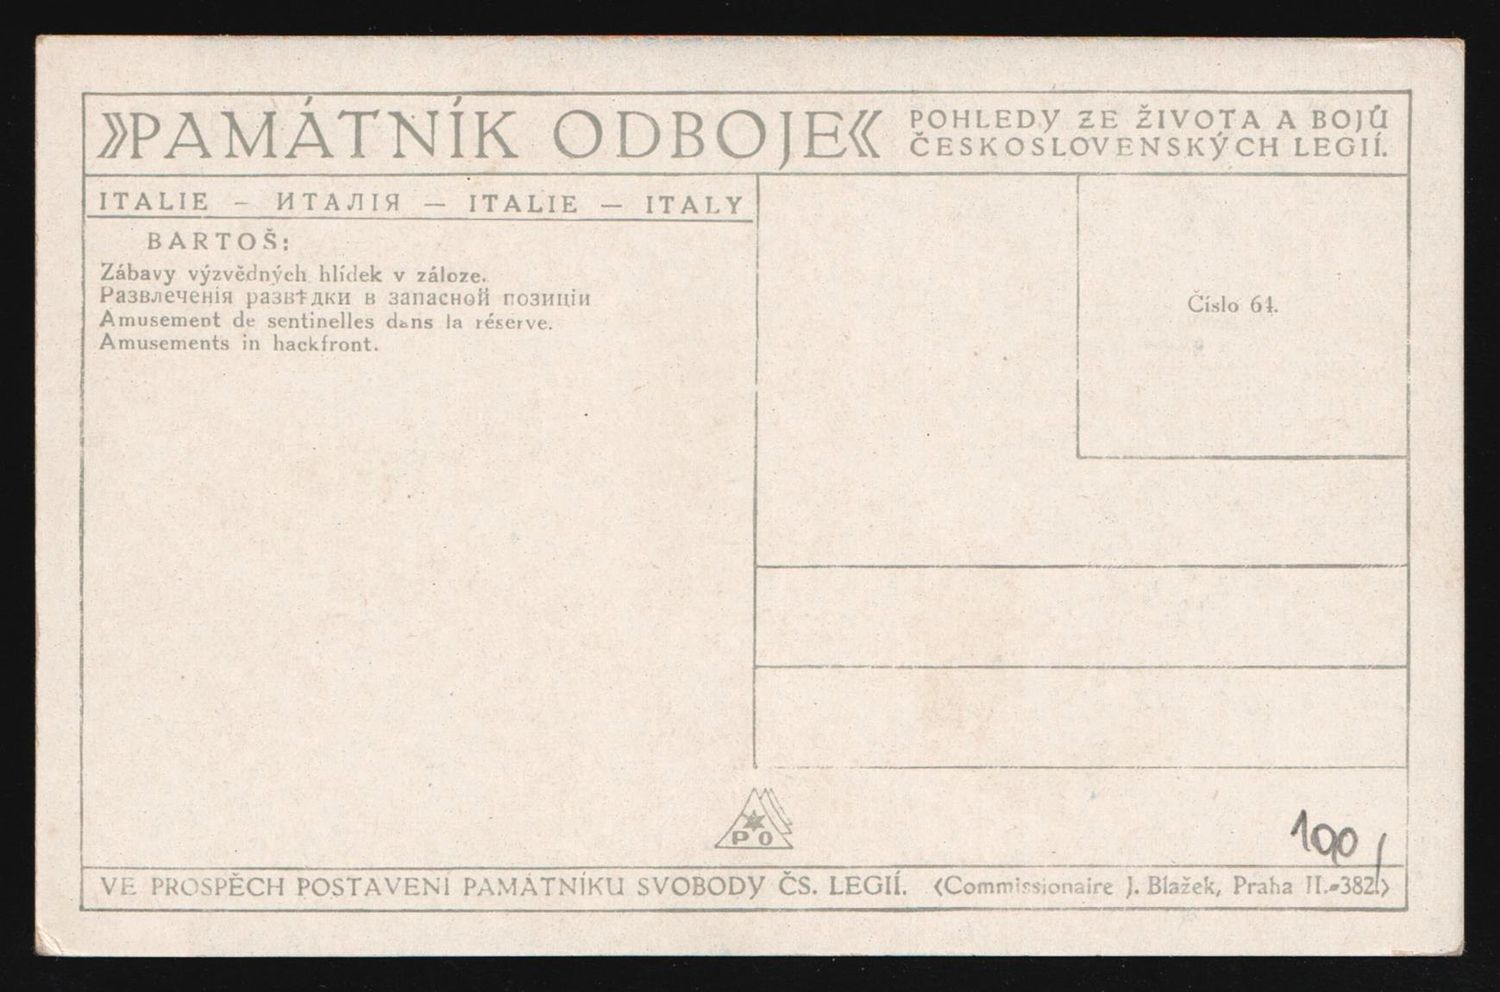 »PAMÁTNÍK ODBOJE«
POHLEDY ZE ŽIVOTA A BOJŮ
ČESKOSLOVENSKÝCH LEGIÍ.
ITALIE – ИТАЛІЯ — ITALIE — ITALY
BARTOŠ:
Zábavy výzvědných hlídek v záloze.
Развлеченія развѣдки в запасной позиціи
Amusement de sentinelles dans la réserve.
Amusements in hackfront.
Číslo 64.
PO
100,
VE PROSPĚCH POSTAVENÍ PAMÁTNÍKU SVOBODY ČS. LEGIÍ. (Commissionaire J. Blažek, Praha II.-382.)